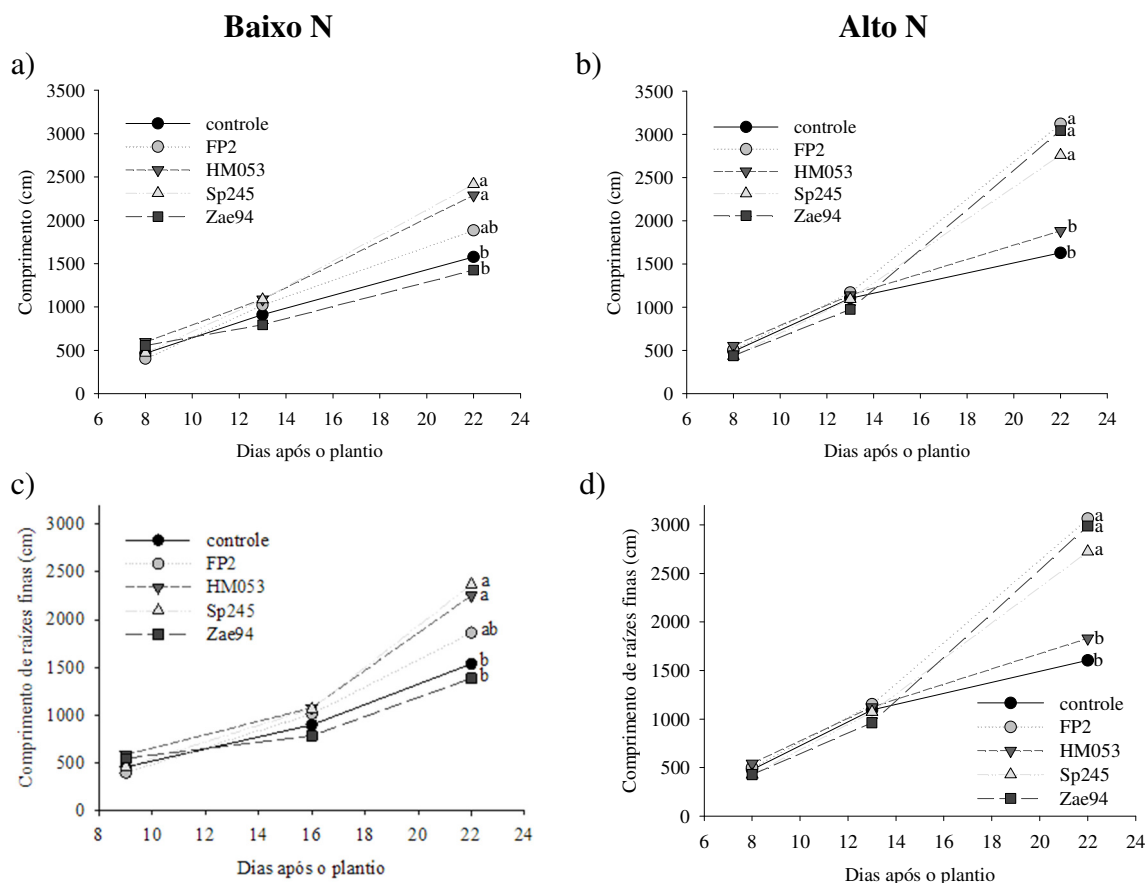 Baixo N
Alto N
a)
b)
3500
3000
2500
2000
1500
1000
500
0
Comprimento (cm)
controle
FP2
HM053
Sp245
Zae94
a
a
ab
b
b
6 8 10 12 14 16 18 20 22 24
Dias após o plantio
3500
3000
2500
2000
1500
1000
500
0
Comprimento (cm)
controle
FP2
HM053
Sp245
Zae94
a
a
a
b
b
6 8 10 12 14 16 18 20 22 24
Dias após o plantio
c)
d)
3000
2500
2000
1500
1000
500
0
Comprimento de raízes finas (cm)
controle
FP2
HM053
Sp245
Zae94
a
a
ab
b
b
8 10 12 14 16 18 20 22 24
Dias após o plantio
3000
2500
2000
1500
1000
500
0
Comprimento de raízes finas (cm)
a
a
a
b
b
controle
FP2
HM053
Sp245
Zae94
4 6 8 10 12 14 16 18 20 22 24
Dias após o plantio